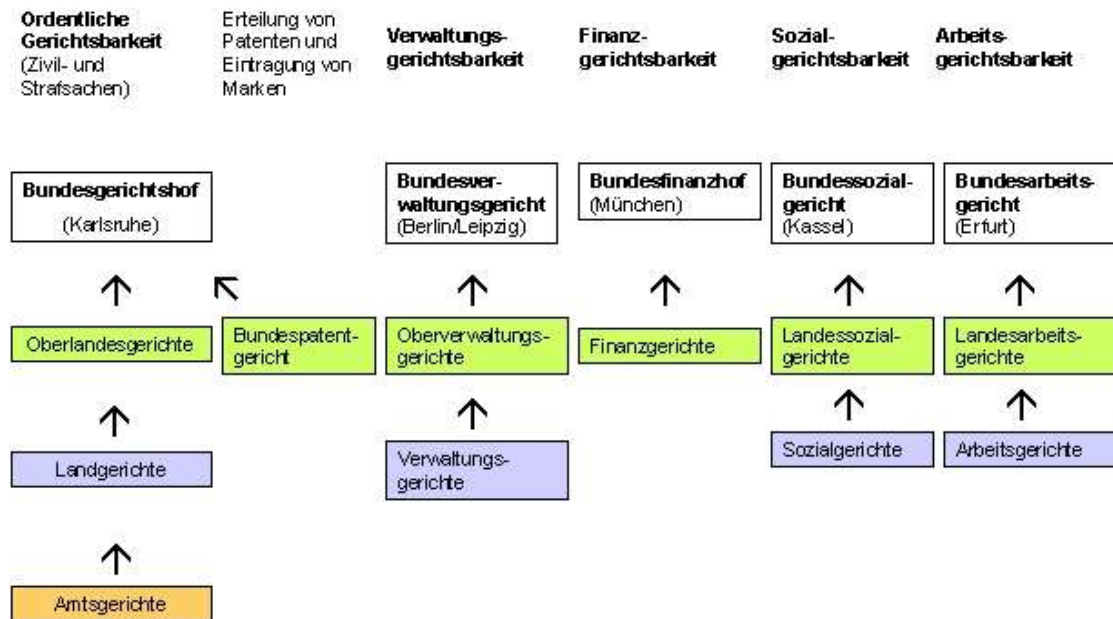 Ordentliche
Gerichtsbarkeit
(Zivil- und
Strafsachen)
Erteilung von
Patenten und
Eintragung von
Marken
Verwaltungs-
gerichtsbarkeit
Finanz-
gerichtsbarkeit
Sozial-
gerichtsbarkeit
Arbeits-
gerichtsbarkeit
Bundesgerichtshof
(Karlsruhe)
Bundesver-
waltungsgericht
(Berlin/Leipzig)
Bundesfinanzhof
(München)
Bundessozial-
gericht
(Kassel)
Bundesarbeits-
gericht
(Erfurt)
Oberlandesgerichte
Bundespatent-
gericht
Oberverwaltungs-
gerichte
Finanzgerichte
Landessozial-
gerichte
Landesarbeits-
gerichte
Landgerichte
Verwaltungs-
gerichte
Sozialgerichte
Arbeitsgerichte
Amtsgerichte